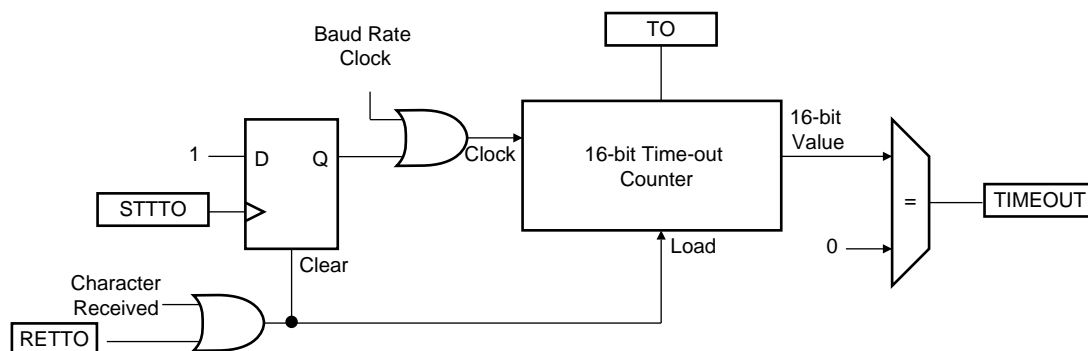 TO
Baud Rate
Clock
16-bit
Value
1
D
Q
Clock
16-bit Time-out
Counter
STTTO
=
TIMEOUT
Clear
Load
0
Character
Received
RETTO